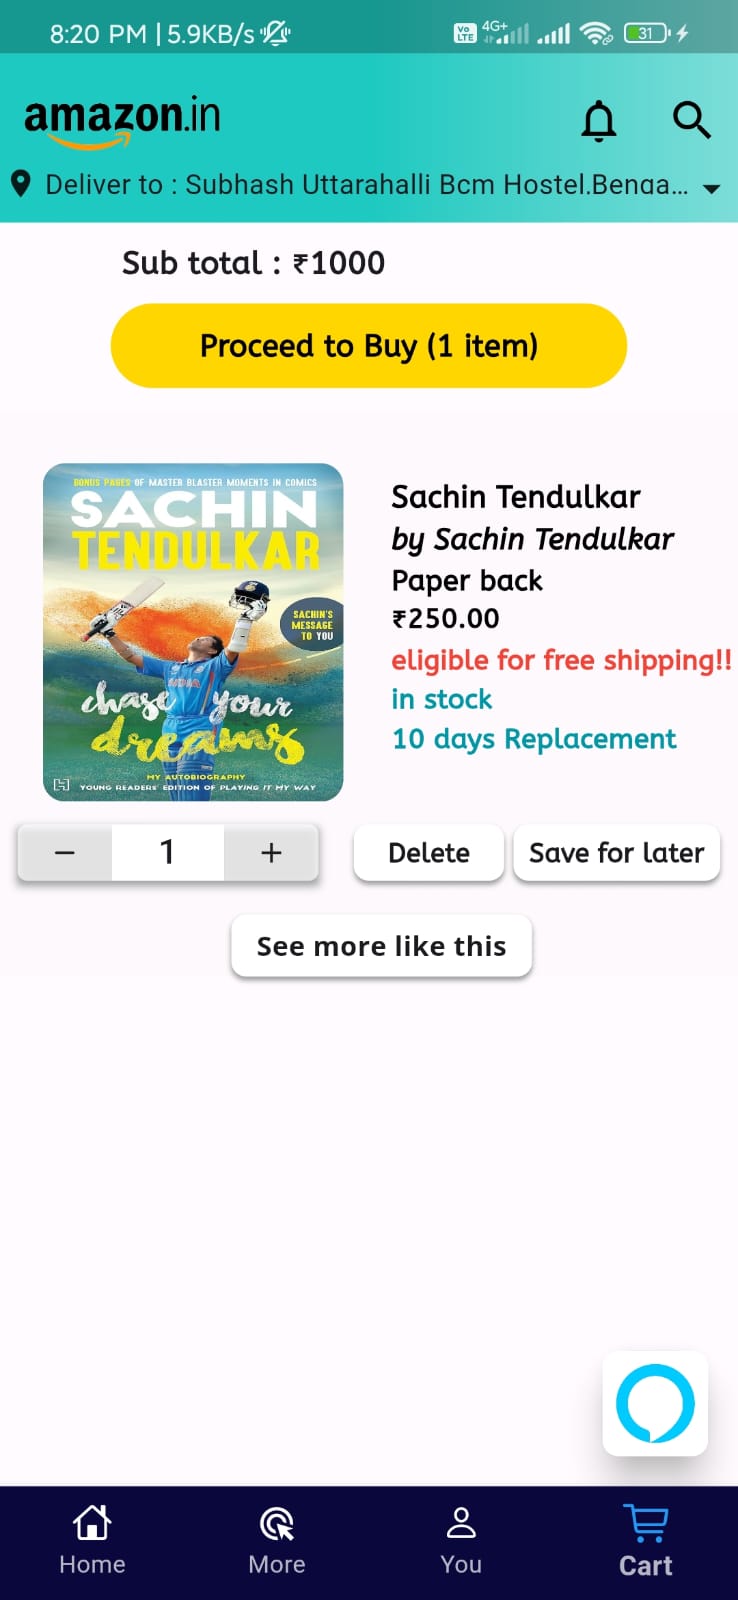 8:20 PM | 5.9KB/s
Vo LTE 4G+ 31
amazon.in
Deliver to : Subhash Uttarahalli Bcm Hostel,Benga...
Sub total : ₹1000
Proceed to Buy (1 item)
BONUS PAGES OF MASTER BLASTER MOMENTS IN COMICS
SACHIN
TENDULKAR
SACHIN'S
MESSAGE
TO YOU
INDIA
chase your
dreams
MY AUTOBIOGRAPHY
YOUNG READERS' EDITION OF PLAYING IT MY WAY
Sachin Tendulkar
by Sachin Tendulkar
Paper back
₹250.00
eligible for free shipping!!
in stock
10 days Replacement
− 1 +
Delete
Save for later
See more like this
Home
More
You
Cart